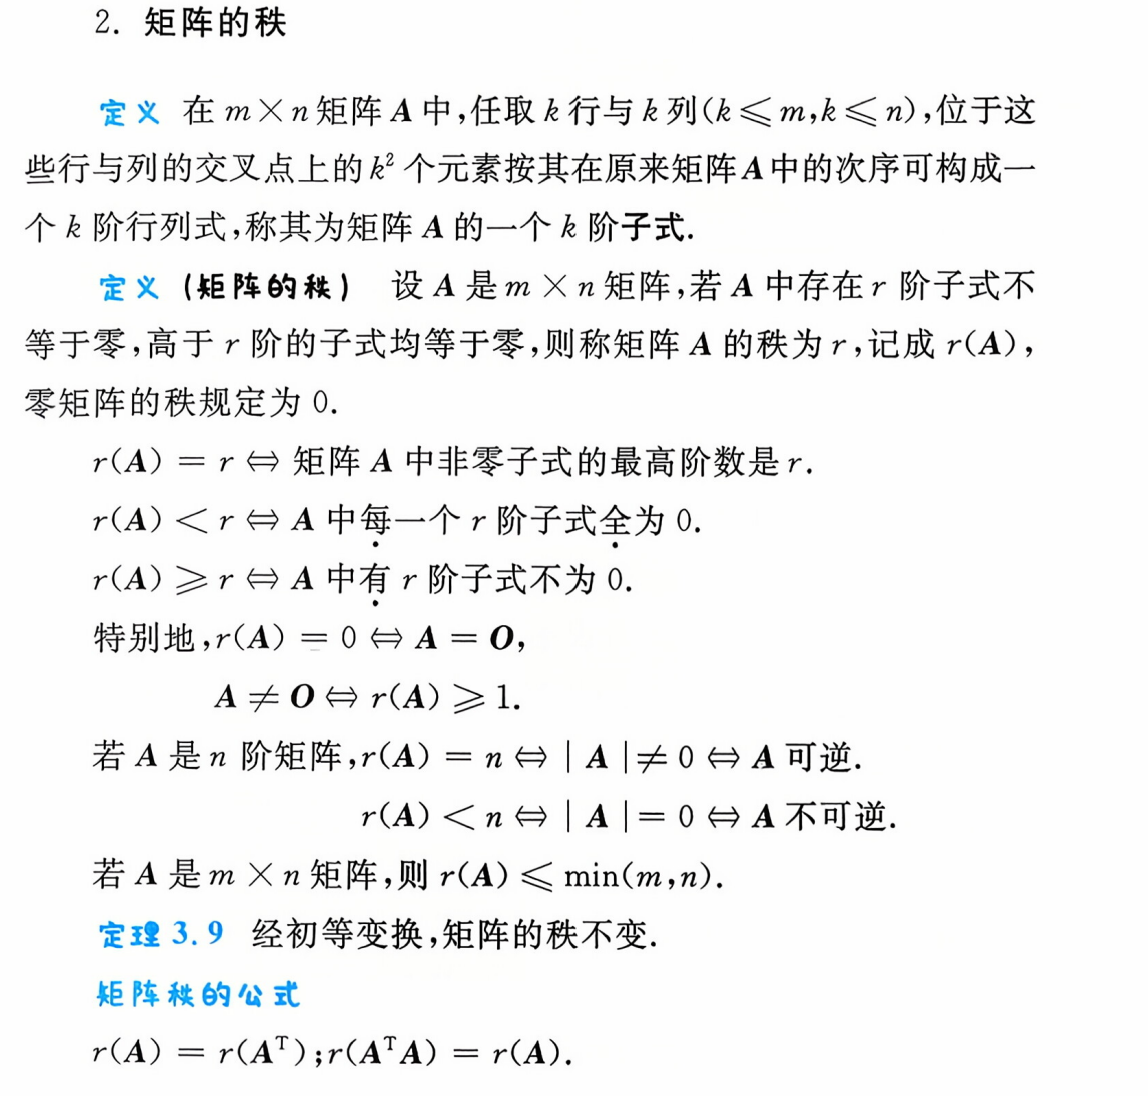 2. 矩阵的秩
定义 在 m×n 矩阵 A 中,任取 k 行与 k 列(k⩽m,k⩽n),位于这
些行与列的交叉点上的 k² 个元素按其在原来矩阵 A 中的次序可构成一
个 k 阶行列式,称其为矩阵 A 的一个 k 阶子式.
定义 (矩阵的秩) 设 A 是 m × n 矩阵,若 A 中存在 r 阶子式不
等于零,高于 r 阶的子式均等于零,则称矩阵 A 的秩为 r,记成 r(A),
零矩阵的秩规定为 0.
r(A) = r ⇔ 矩阵 A 中非零子式的最高阶数是 r.
r(A) < r ⇔ A 中每一个 r 阶子式全为 0.
r(A) ⩾ r ⇔ A 中有 r 阶子式不为 0.
特别地,r(A) = 0 ⇔ A = O,
A ≠ O ⇔ r(A) ⩾ 1.
若 A 是 n 阶矩阵,r(A) = n ⇔ | A |≠ 0 ⇔ A 可逆.
r(A) < n ⇔ | A |= 0 ⇔ A 不可逆.
若 A 是 m × n 矩阵,则 r(A) ⩽ min(m,n).
定理 3.9 经初等变换,矩阵的秩不变.
矩阵秩的公式
r(A) = r(Aᵀ);r(AᵀA) = r(A).